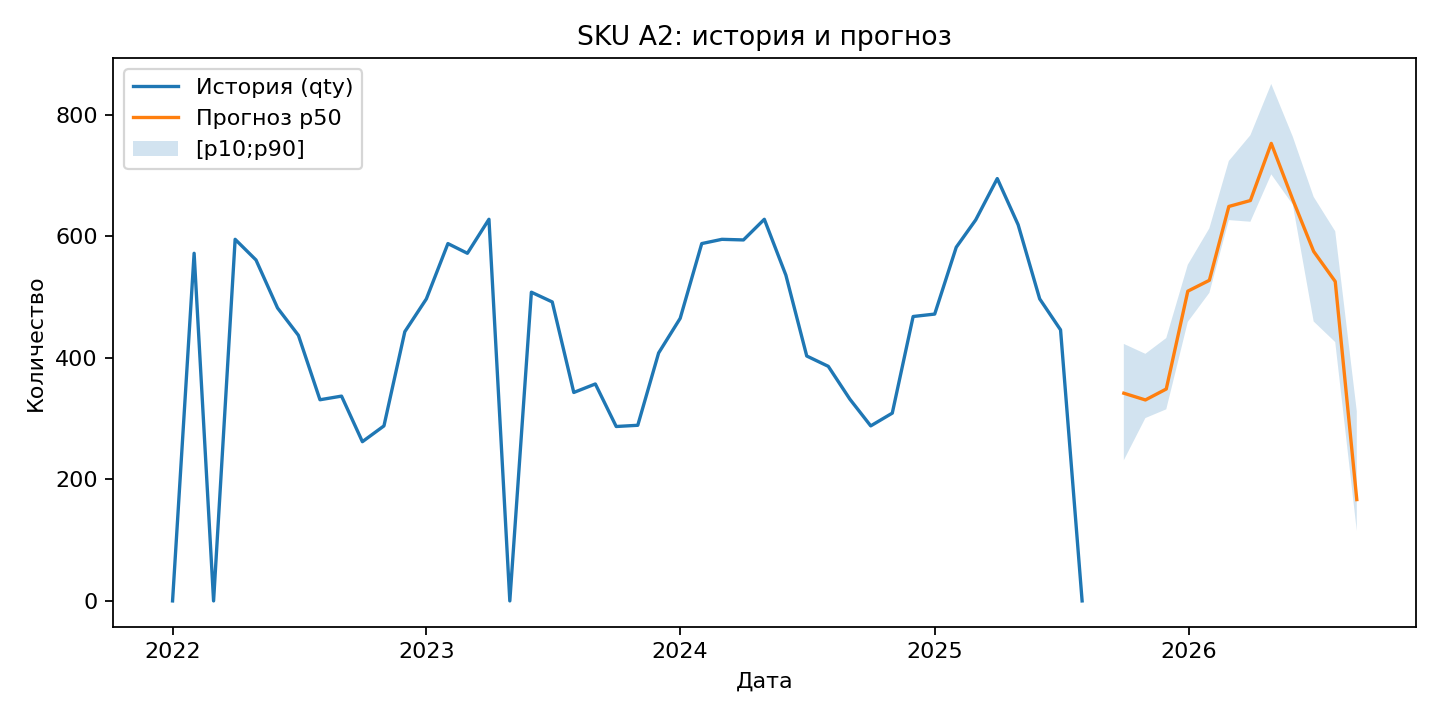 SKU A2: история и прогноз
История (qty)
Прогноз p50
[p10;p90]
Количество
800
600
400
200
0
2022 2023 2024 2025 2026
Дата